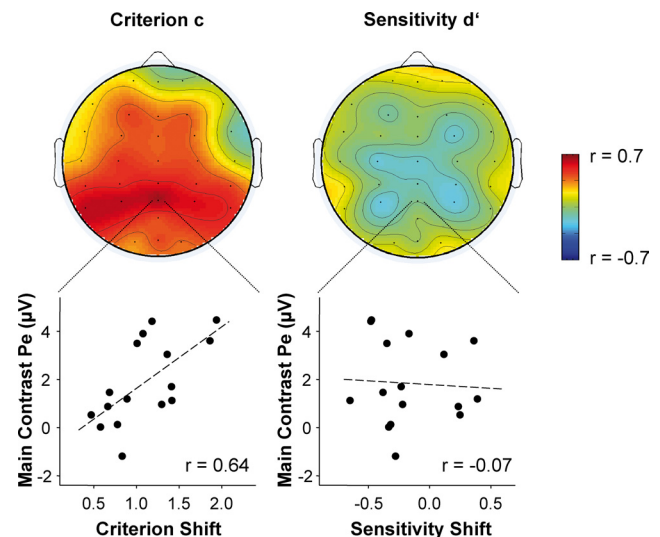 Criterion c
Sensitivity d‘
r = 0.7
r = -0.7
Main Contrast Pe (µV)
4
2
0
-2
r = 0.64
0.5 1.0 1.5 2.0
Criterion Shift
Main Contrast Pe (µV)
4
2
0
-2
r = -0.07
-0.5 0.0 0.5
Sensitivity Shift